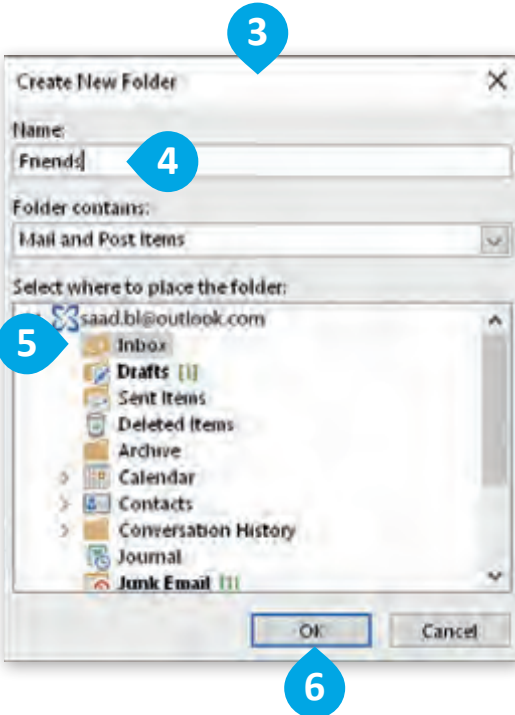 3
Create New Folder
Name:
Friends
4
Folder contains:
Mail and Post Items
Select where to place the folder:
saad.bl@outlook.com
5
Inbox
Drafts [1]
Sent Items
Deleted Items
Archive
Calendar
Contacts
Conversation History
Journal
Junk Email [1]
OK
Cancel
6